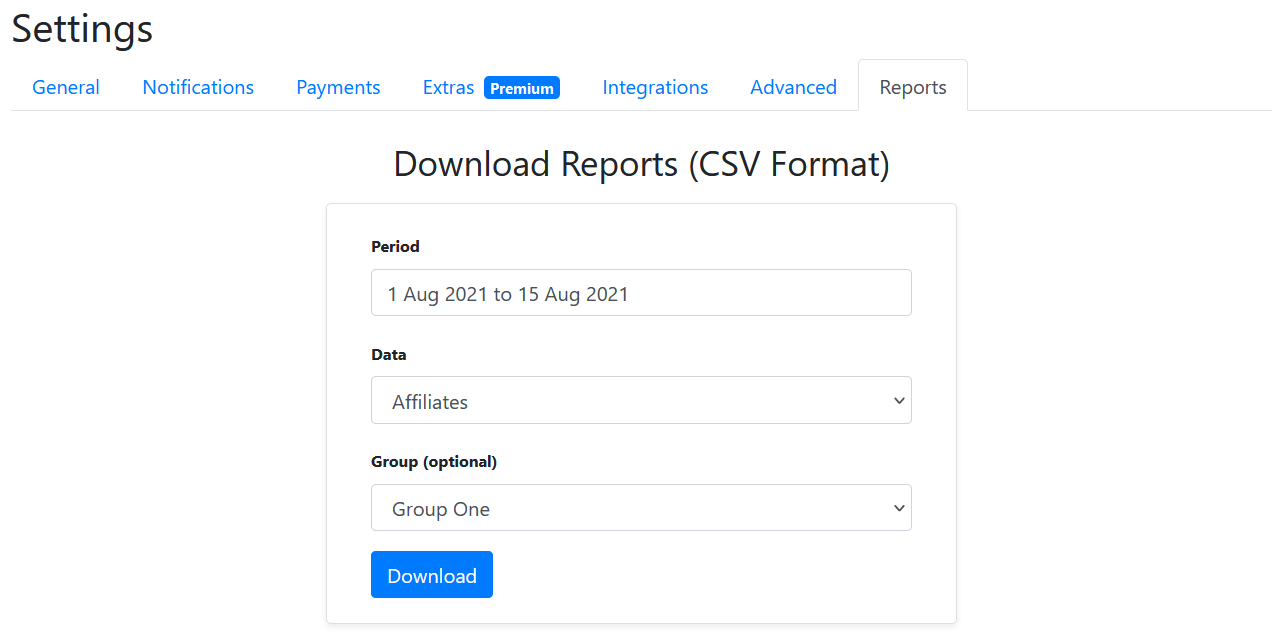 Settings
General Notifications Payments Extras Premium Integrations Advanced Reports
Download Reports (CSV Format)
Period
1 Aug 2021 to 15 Aug 2021
Data
Affiliates
Group (optional)
Group One
Download